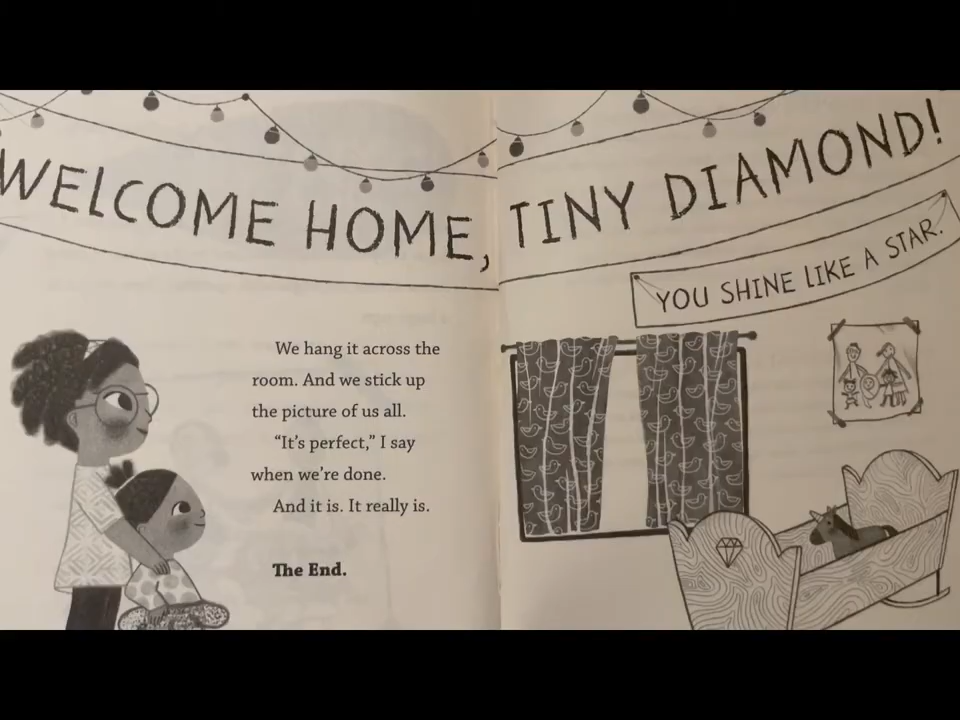 WELCOME HOME, TINY DIAMOND!
YOU SHINE LIKE A STAR.
We hang it across the
room. And we stick up
the picture of us all.
“It’s perfect,” I say
when we’re done.
And it is. It really is.
The End.